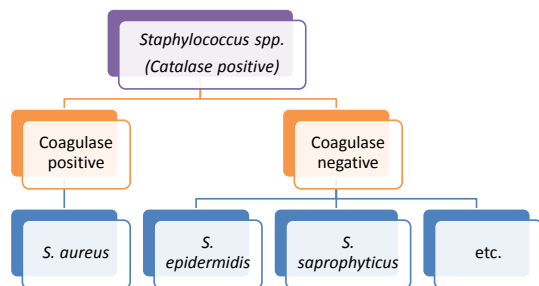 Staphylococcus spp.
(Catalase positive)
Coagulase
positive
Coagulase
negative
S. aureus
S.
epidermidis
S.
saprophyticus
etc.